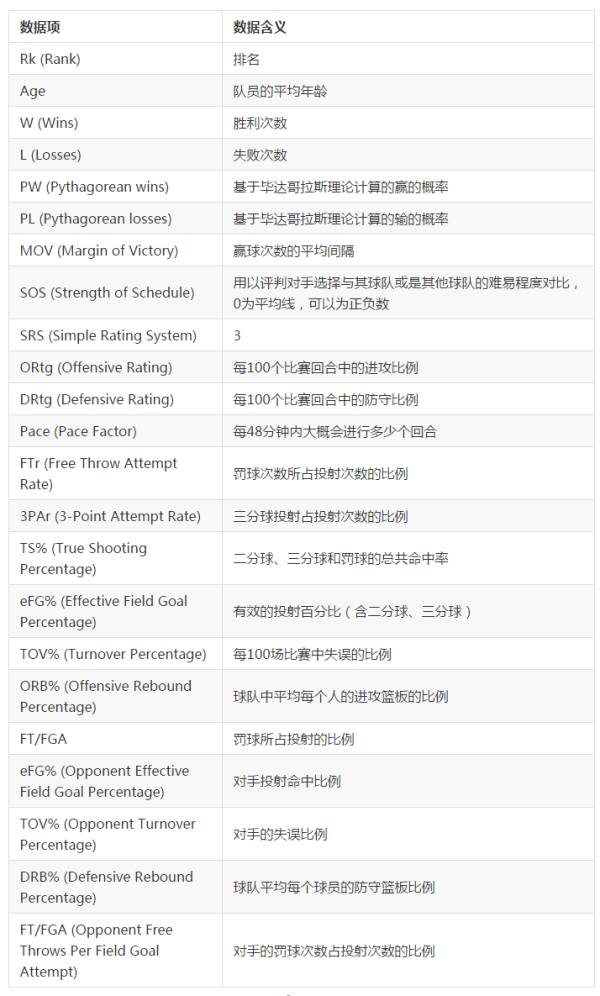 数据项 数据含义
Rk (Rank) 排名
Age 队员的平均年龄
W (Wins) 胜利次数
L (Losses) 失败次数
PW (Pythagorean wins) 基于毕达哥拉斯理论计算的赢的概率
PL (Pythagorean losses) 基于毕达哥拉斯理论计算的输的概率
MOV (Margin of Victory) 赢球次数的平均间隔
SOS (Strength of Schedule) 用以评判对手选择与其球队或是其他球队的难易程度对比，
0为平均线，可以为正负数
SRS (Simple Rating System) 3
ORtg (Offensive Rating) 每100个比赛回合中的进攻比例
DRtg (Defensive Rating) 每100个比赛回合中的防守比例
Pace (Pace Factor) 每48分钟内大概会进行多少个回合
FTr (Free Throw Attempt
Rate) 罚球次数所占投射次数的比例
3PAr (3-Point Attempt Rate) 三分球投射占投射次数的比例
TS% (True Shooting
Percentage) 二分球、三分球和罚球的总共命中率
eFG% (Effective Field Goal
Percentage) 有效的投射百分比（含二分球、三分球）
TOV% (Turnover Percentage) 每100场比赛中失误的比例
ORB% (Offensive Rebound
Percentage) 球队中平均每个人的进攻篮板的比例
FT/FGA 罚球所占投射的比例
eFG% (Opponent Effective
Field Goal Percentage) 对手投射命中比例
TOV% (Opponent Turnover
Percentage) 对手的失误比例
DRB% (Defensive Rebound
Percentage) 球队平均每个球员的防守篮板比例
FT/FGA (Opponent Free
Throws Per Field Goal
Attempt) 对手的罚球次数占投射次数的比例